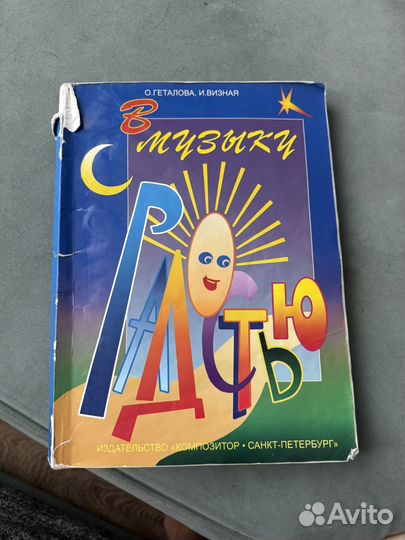 О.ГЕТАЛОВА, И.ВИЗНАЯ
В МУЗЫКУ
С РАДОСТЬЮ
ИЗДАТЕЛЬСТВО «КОМПОЗИТОР • САНКТ-ПЕТЕРБУРГ»
Avito